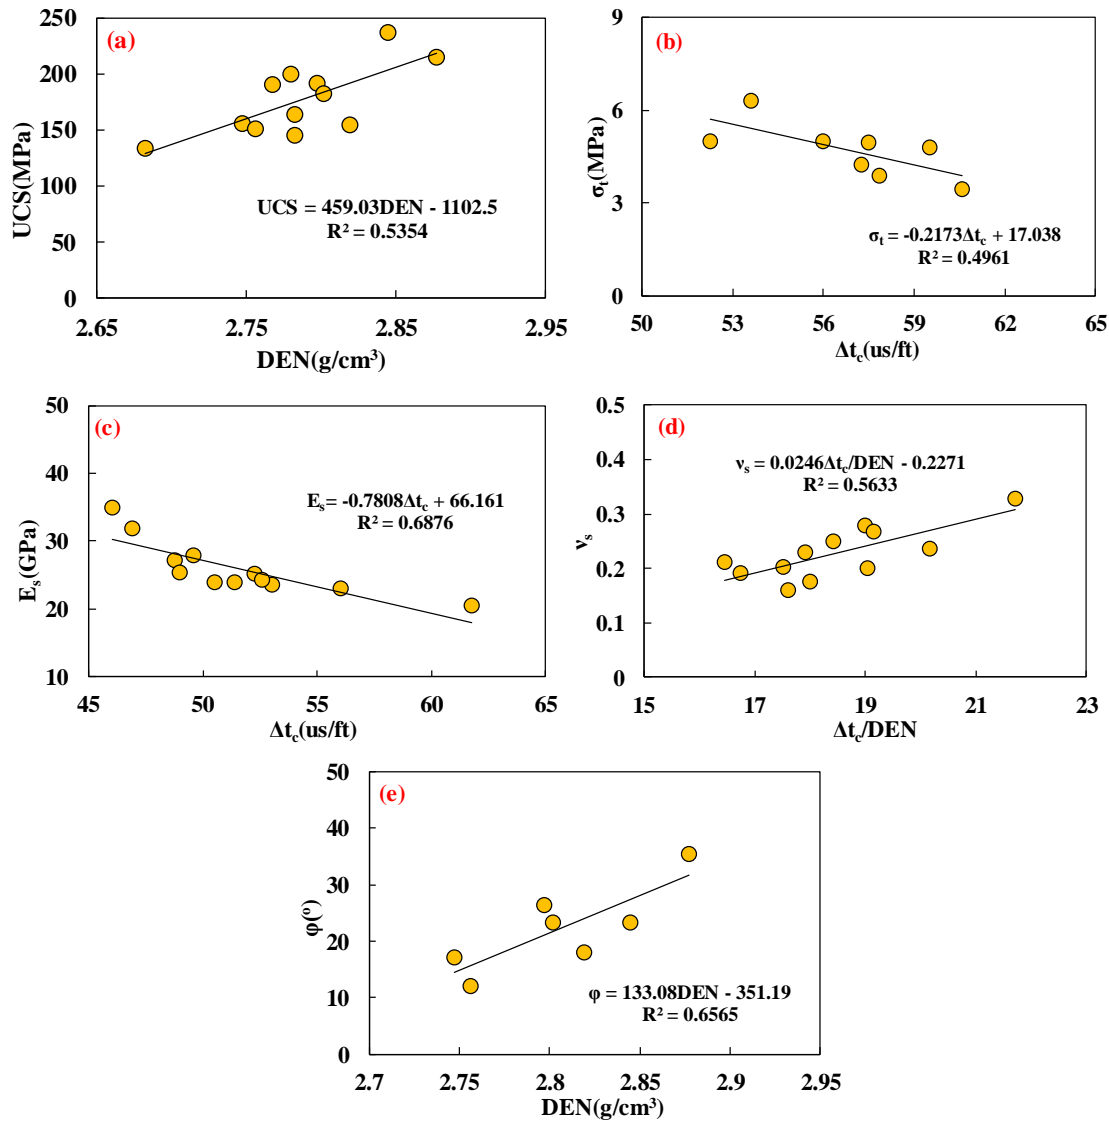 (a)
250
200
150
100
50
0
UCS(MPa)
UCS = 459.03DEN - 1102.5
R² = 0.5354
2.65 2.75 2.85 2.95
DEN(g/cm³)
(b)
9
6
3
0
σt(MPa)
σt = -0.2173Δtc + 17.038
R² = 0.4961
50 53 56 59 62 65
Δtc(us/ft)
(c)
50
40
30
20
10
Es(GPa)
Es= -0.7808Δtc + 66.161
R² = 0.6876
45 50 55 60 65
Δtc(us/ft)
(d)
0.5
0.4
0.3
0.2
0.1
0
νs
νs = 0.0246Δtc/DEN - 0.2271
R² = 0.5633
15 17 19 21 23
Δtc/DEN
(e)
50
40
30
20
10
0
φ(º)
φ = 133.08DEN - 351.19
R² = 0.6565
2.7 2.75 2.8 2.85 2.9 2.95
DEN(g/cm³)